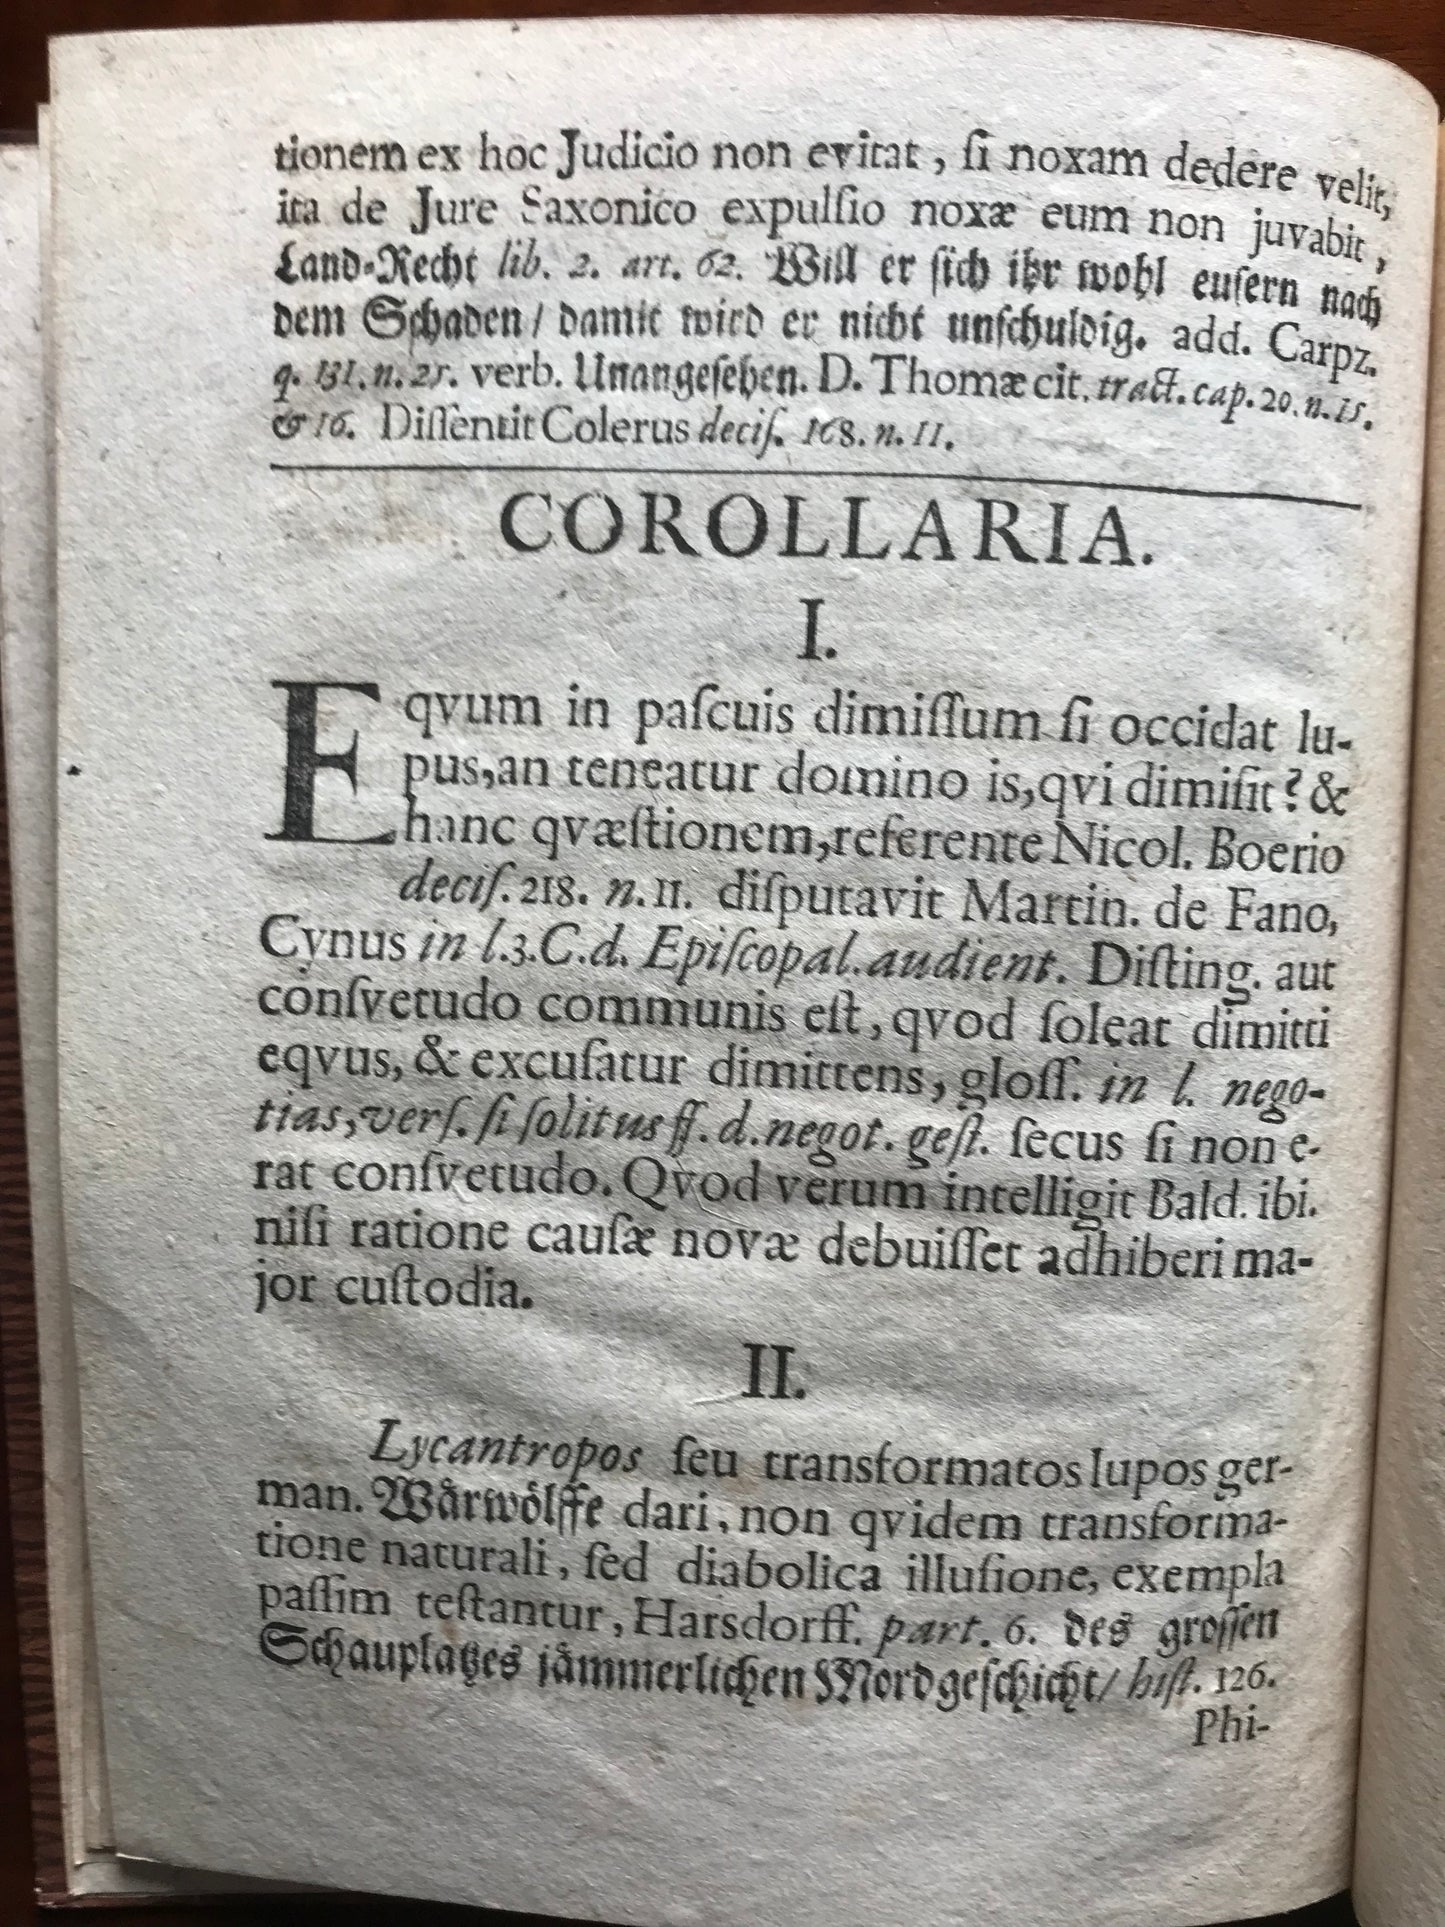 tionem ex hoc Judicio non evitat, ſi noxam dedere velit,
ita de Jure Saxonico expulſio noxæ eum non juvabit,
Land-Recht lib. 2. art. 62. Will er ſich ihr wohl euſern nach
dem Schaden/ damit wird er nicht unſchuldig. add. Carpz.
q. 131. n. 25. verb. Unangeſehen. D. Thomæ cit. tract. cap. 20. n. 15.
& 16. Diſſentit Colerus deciſ. 168. n. 11.
COROLLARIA.
I.
Eqvum in paſcuis dimiſſum ſi occidat lu-
pus, an teneatur domino is, qvi dimiſit? &
hanc qvæſtionem, referente Nicol. Boerio
deciſ. 218. n. 11. diſputavit Martin. de Fano,
Cynus in l. 3. C. d. Epiſcopal. audient. Diſting. aut
conſvetudo communis eſt, qvod ſoleat dimitti
eqvus, & excuſatur dimittens, gloſſ. in l. nego-
tias, verſ. ſi ſolitus ff. d. negot. geſt. ſecus ſi non e-
rat conſvetudo. Qvod verum intelligit Bald. ibi.
niſi ratione cauſæ novæ debuiſſet adhiberi ma-
jor cuſtodia.
II.
Lycantropos ſeu transformatos lupos ger-
man. Wårwölffe dari, non qvidem transforma-
tione naturali, ſed diabolica illuſione, exempla
paſſim teſtantur, Harsdorff. part. 6. des groſſen
Schauplatzes jåmmerlichen Mordgeſchicht/ hiſt. 126.
Phi-